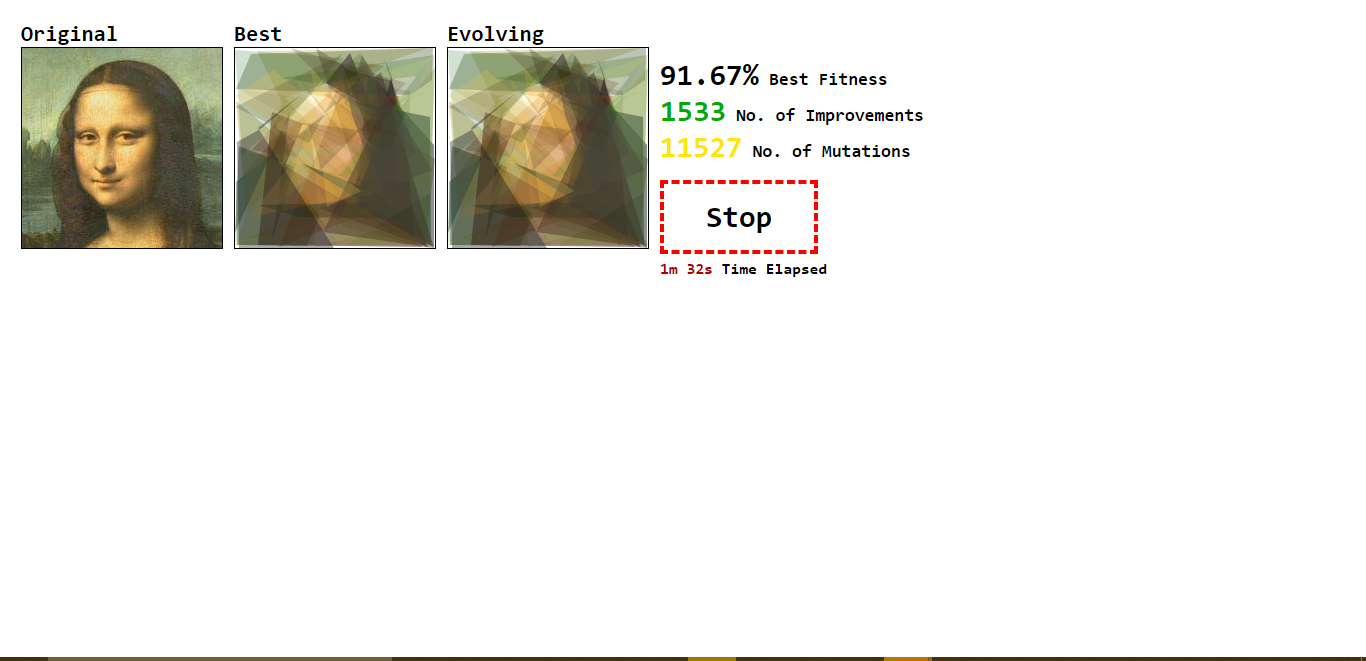 Original
Best
Evolving
91.67% Best Fitness
1533 No. of Improvements
11527 No. of Mutations
Stop
1m 32s Time Elapsed